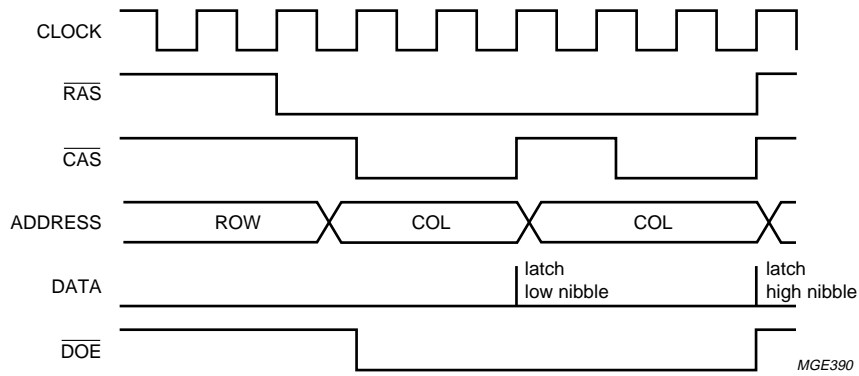 CLOCK
RAS
CAS
ADDRESS ROW COL COL
DATA latch low nibble latch high nibble
DOE
MGE390